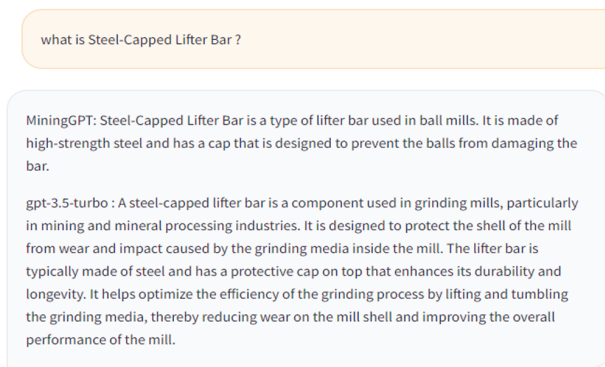 what is Steel-Capped Lifter Bar ?
MiningGPT: Steel-Capped Lifter Bar is a type of lifter bar used in ball mills. It is made of
high-strength steel and has a cap that is designed to prevent the balls from damaging the
bar.
gpt-3.5-turbo : A steel-capped lifter bar is a component used in grinding mills, particularly
in mining and mineral processing industries. It is designed to protect the shell of the mill
from wear and impact caused by the grinding media inside the mill. The lifter bar is
typically made of steel and has a protective cap on top that enhances its durability and
longevity. It helps optimize the efficiency of the grinding process by lifting and tumbling
the grinding media, thereby reducing wear on the mill shell and improving the overall
performance of the mill.